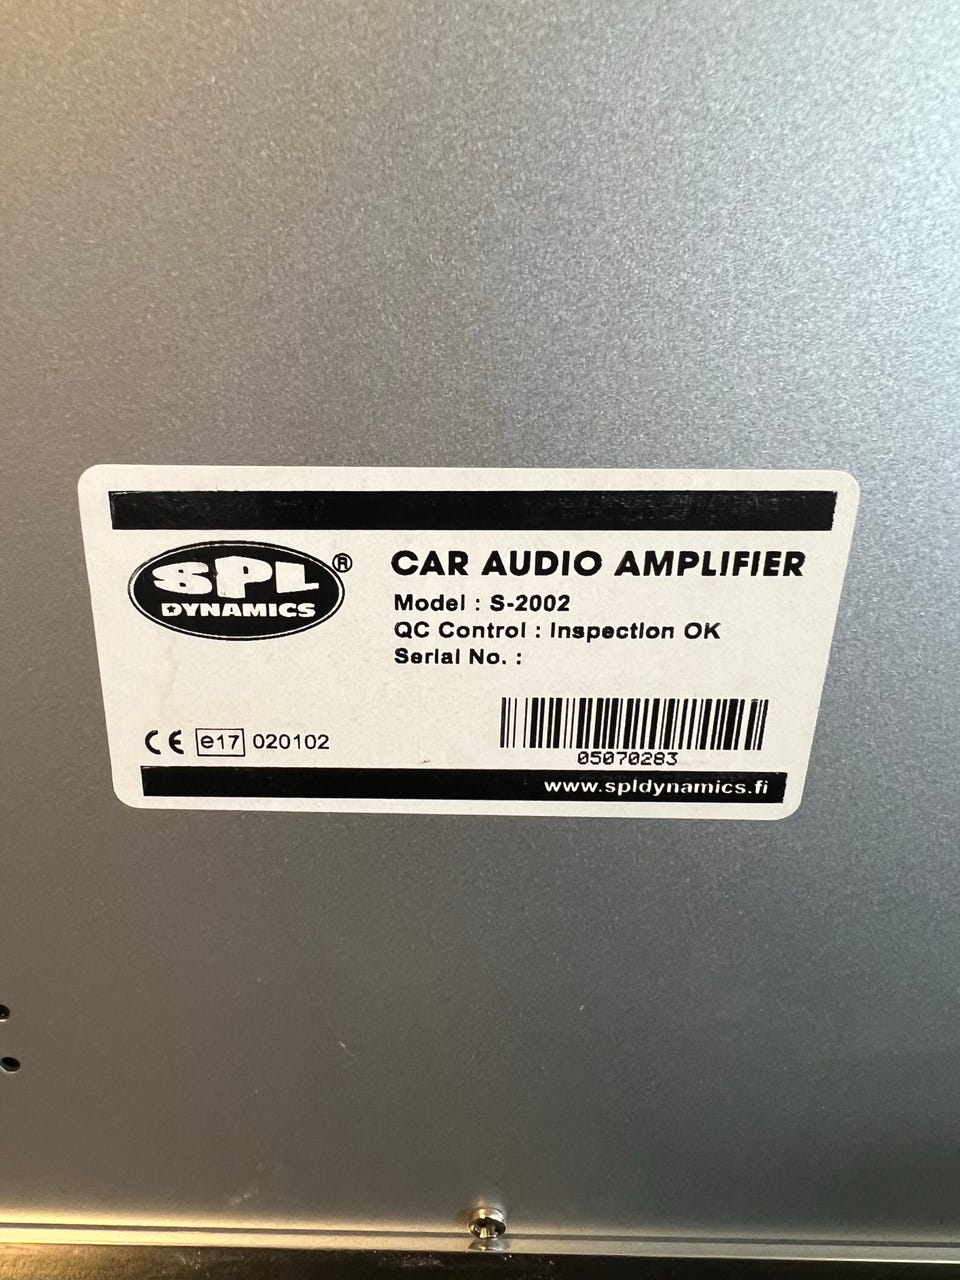 SPL®
DYNAMICS
CAR AUDIO AMPLIFIER
Model : S-2002
QC Control : Inspection OK
Serial No. :
CE e17 020102
05070283
www.spldynamics.fi